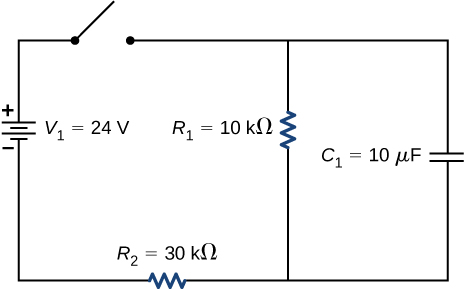 +
V₁ = 24 V
−
R₁ = 10 kΩ
C₁ = 10 μF
R₂ = 30 kΩ